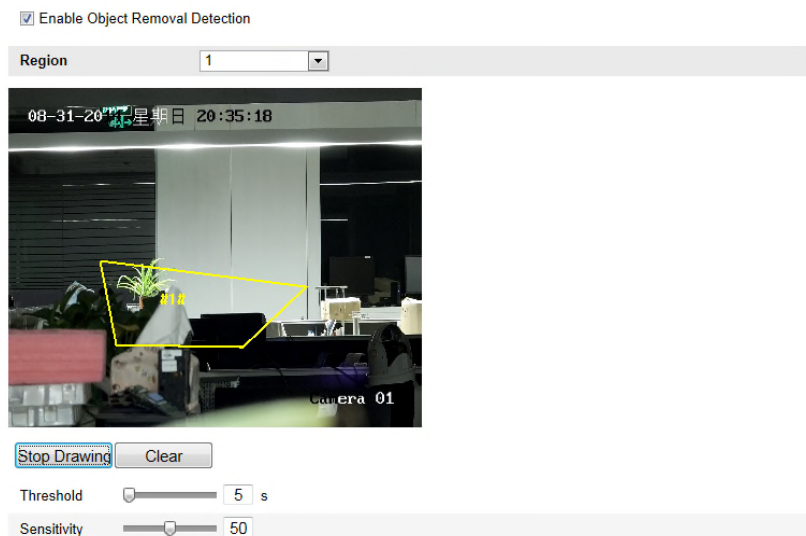 Enable Object Removal Detection
Region 1
08-31-20 星期日 20:35:18
#1#
Camera 01
Stop Drawing Clear
Threshold 5 s
Sensitivity 50